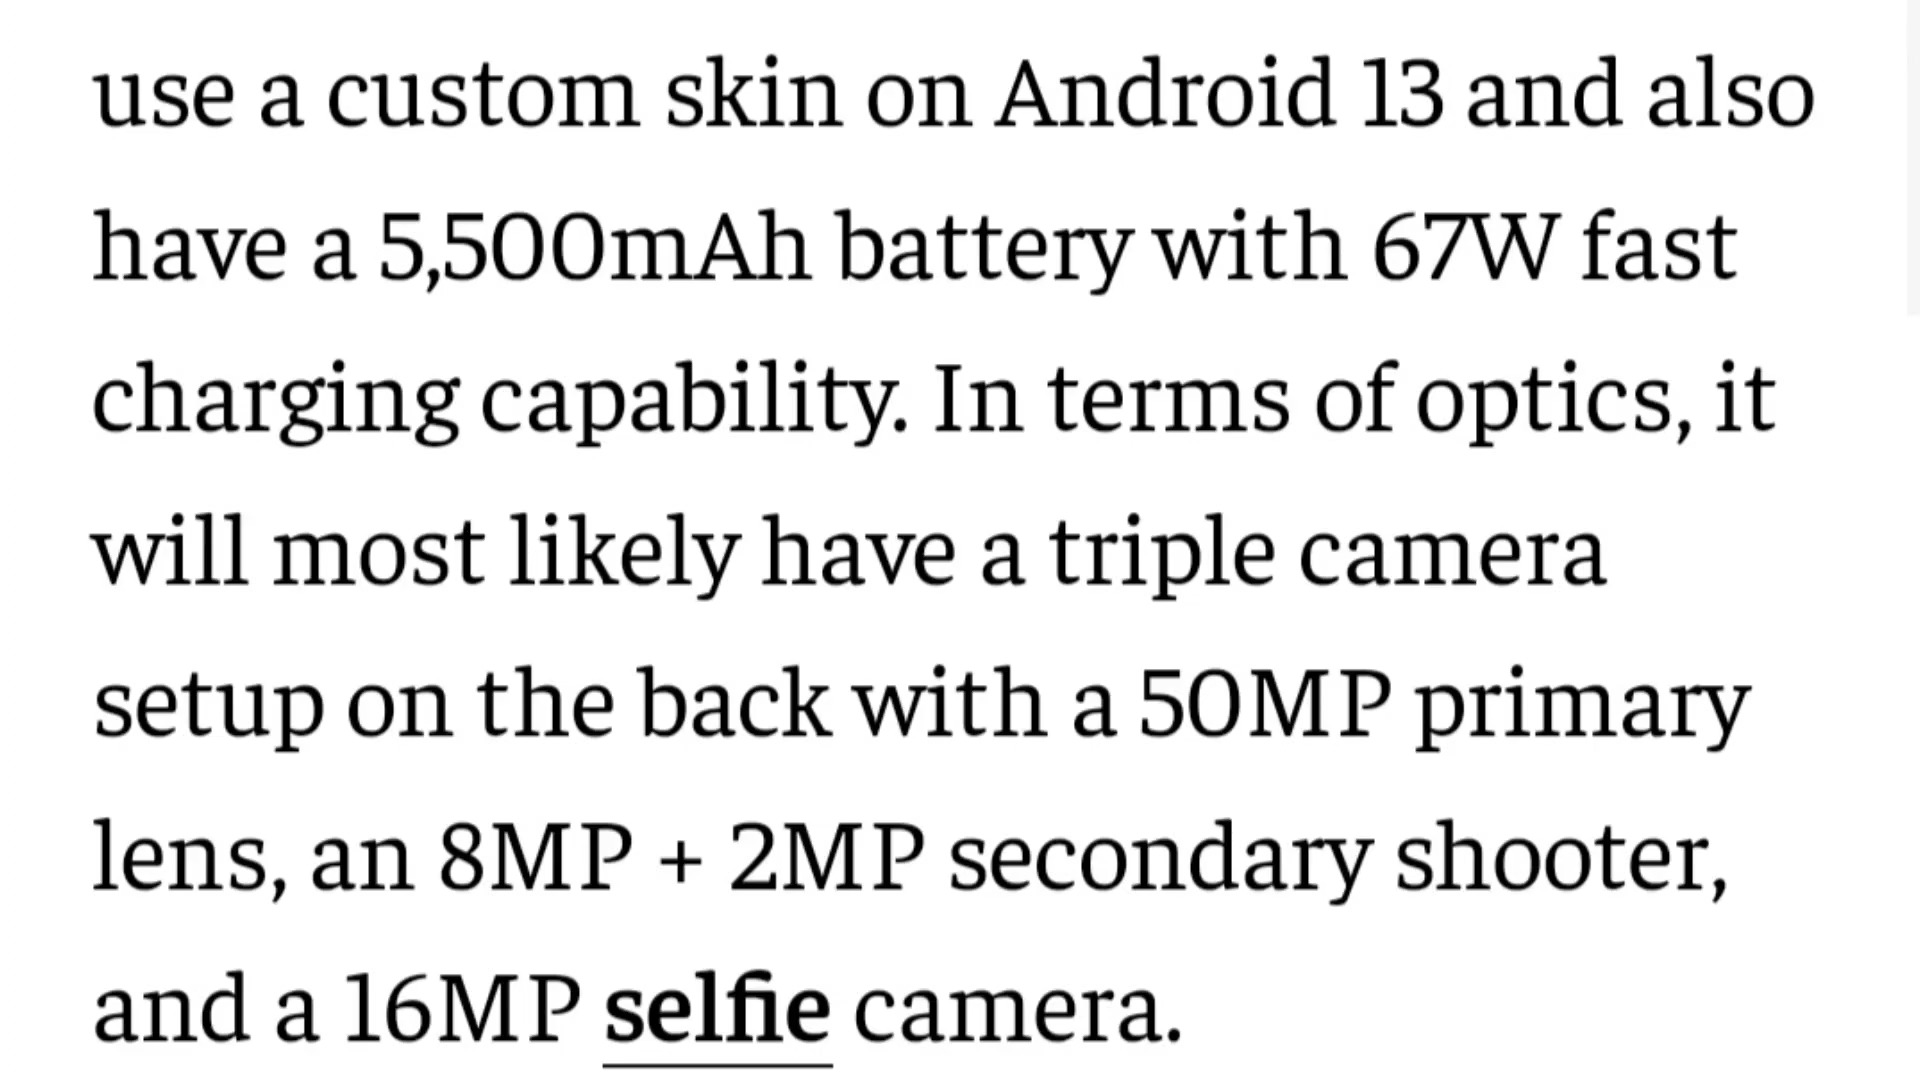 use a custom skin on Android 13 and also
have a 5,500mAh battery with 67W fast
charging capability. In terms of optics, it
will most likely have a triple camera
setup on the back with a 50MP primary
lens, an 8MP + 2MP secondary shooter,
and a 16MP selfie camera.